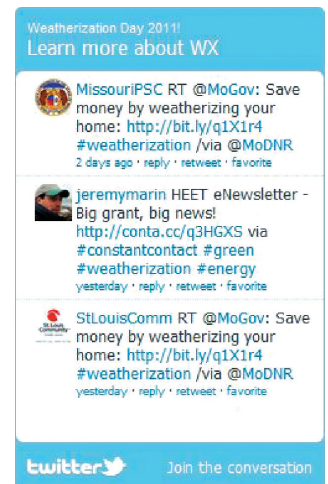 Weatherization Day 2011!
Learn more about WX
MissouriPSC RT @MoGov: Save
money by weatherizing your
home: http://bit.ly/q1X1r4
#weatherization /via @MoDNR
2 days ago · reply · retweet · favorite
jeremymarin HEET eNewsletter -
Big grant, big news!
http://conta.cc/q3HGXS via
#constantcontact #green
#weatherization #energy
yesterday · reply · retweet · favorite
St. Louis
Community
StLouisComm RT @MoGov: Save
money by weatherizing your
home: http://bit.ly/q1X1r4
#weatherization /via @MoDNR
yesterday · reply · retweet · favorite
twitter
Join the conversation